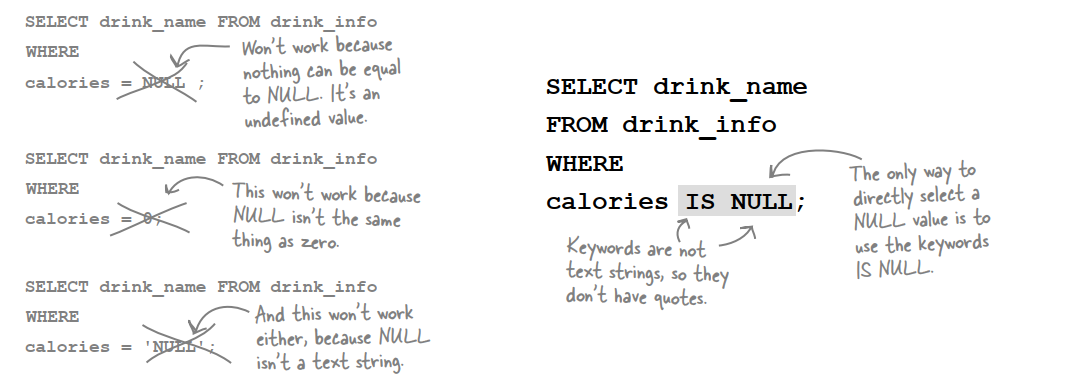 SELECT drink_name FROM drink_info
WHERE
calories = NULL ;
Won't work because
nothing can be equal
to NULL. It's an
undefined value.
SELECT drink_name FROM drink_info
WHERE
calories = 0;
This won't work because
NULL isn't the same
thing as zero.
SELECT drink_name FROM drink_info
WHERE
calories = 'NULL';
And this won't work
either, because NULL
isn't a text string.
SELECT drink_name
FROM drink_info
WHERE
calories IS NULL;
The only way to
directly select a
NULL value is to
use the keywords
IS NULL.
Keywords are not
text strings, so they
don't have quotes.